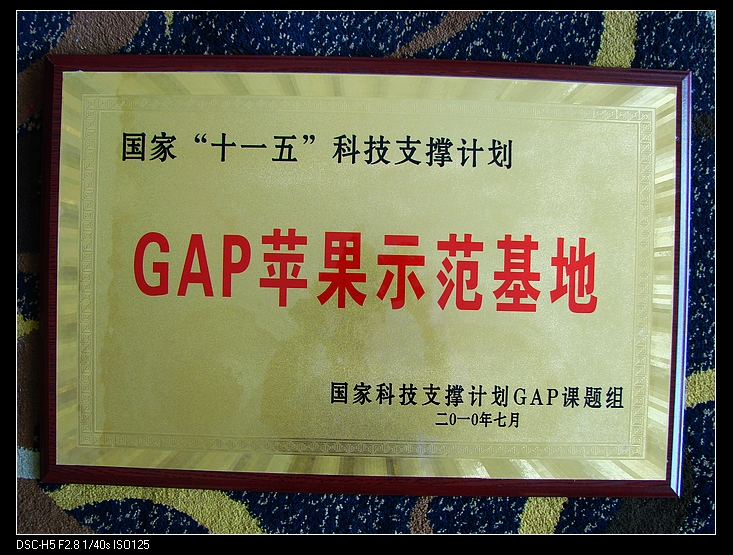 国家“十一五”科技支撑计划
GAP苹果示范基地
国家科技支撑计划GAP课题组
二0一0年七月
DSC-H5 F2.8 1/40s ISO125